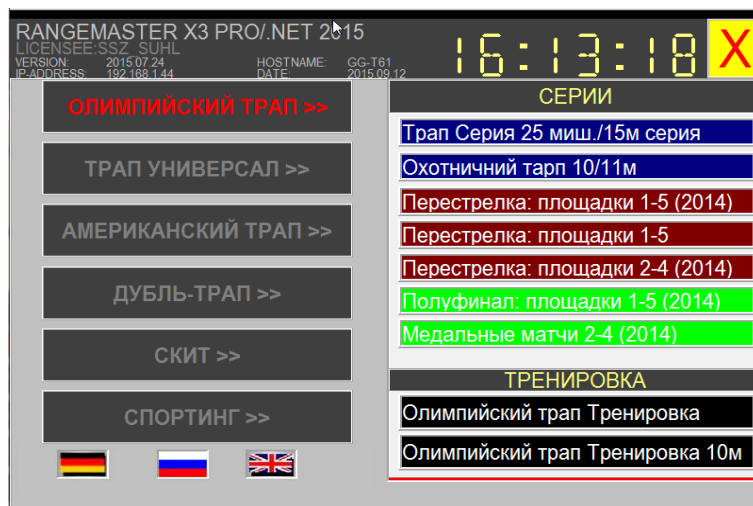 RANGEMASTER X3 PRO/.NET 2015
LICENSEE:SSZ_SUHL
VERSION: 2015.07.24 HOSTNAME: GG-T61
IP-ADDRESS: 192.168.1.44 DATE: 2015.09.12
16:13:18
X
ОЛИМПИЙСКИЙ ТРАП >>
ТРАП УНИВЕРСАЛ >>
АМЕРИКАНСКИЙ ТРАП >>
ДУБЛЬ-ТРАП >>
СКИТ >>
СПОРТИНГ >>
СЕРИИ
Трап Серия 25 миш./15м серия
Охотничний тарп 10/11м
Перестрелка: площадки 1-5 (2014)
Перестрелка: площадки 1-5
Перестрелка: площадки 2-4 (2014)
Полуфинал: площадки 1-5 (2014)
Медальные матчи 2-4 (2014)
ТРЕНИРОВКА
Олимпийский трап Тренировка
Олимпийский трап Тренировка 10м